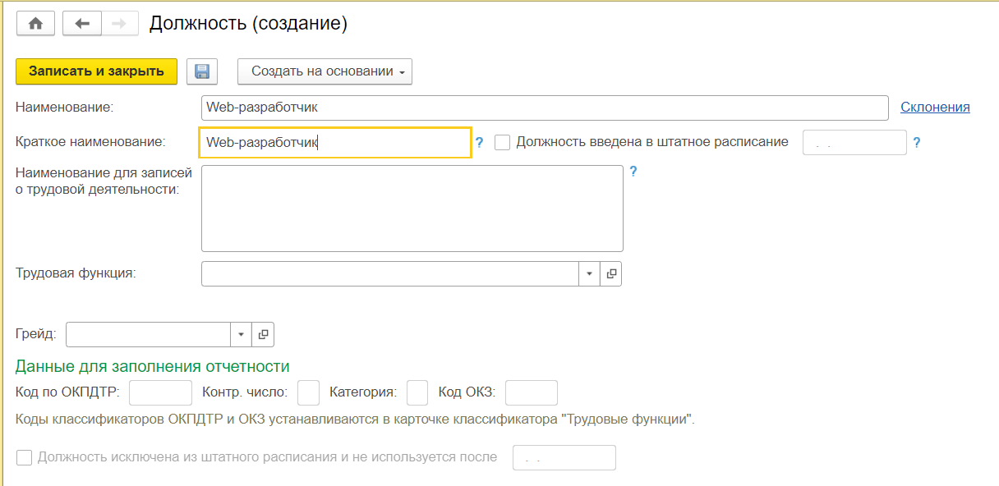 Должность (создание)
Записать и закрыть
Создать на основании
Наименование: Web-разработчик Склонения
Краткое наименование: Web-разработчик ? Должность введена в штатное расписание . . ?
Наименование для записей
о трудовой деятельности: ?
Трудовая функция:
Грейд:
Данные для заполнения отчетности
Код по ОКПДТР: Контр. число: Категория: Код ОКЗ:
Коды классификаторов ОКПДТР и ОКЗ устанавливаются в карточке классификатора "Трудовые функции".
Должность исключена из штатного расписания и не используется после . .